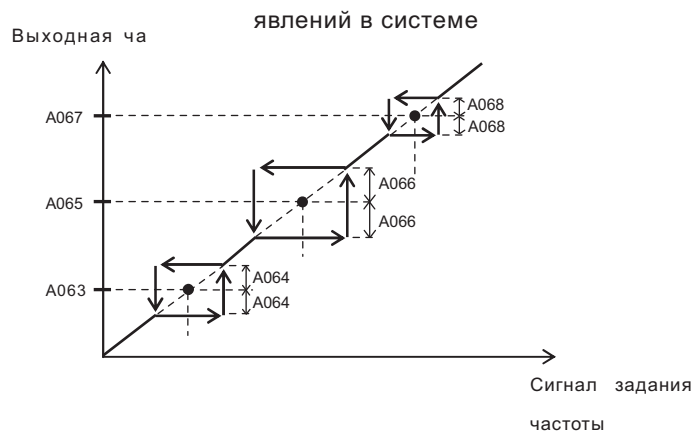 явлений в системе
Выходная ча
A067
A068
A068
A065
A066
A066
A063
A064
A064
Сигнал задания
частоты